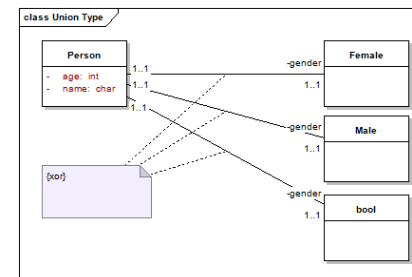 class Union Type
Person
- age: int
- name: char
1..1
1..1
1..1
-gender
1..1
Female
-gender
1..1
Male
-gender
1..1
bool
{xor}